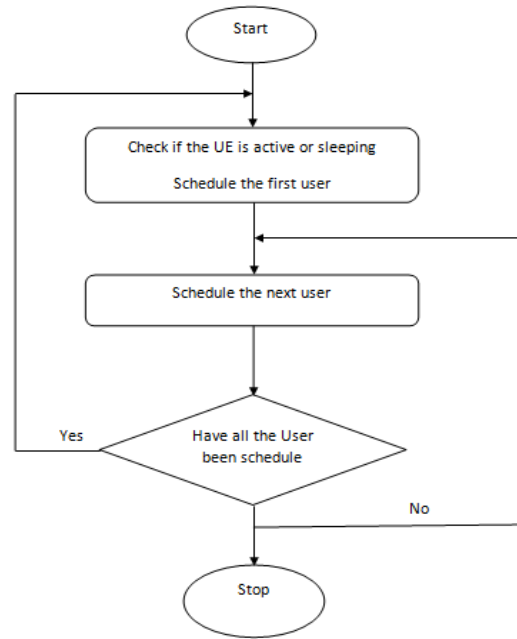 Start
Check if the UE is active or sleeping
Schedule the first user
Schedule the next user
Yes
Have all the User
been schedule
No
Stop